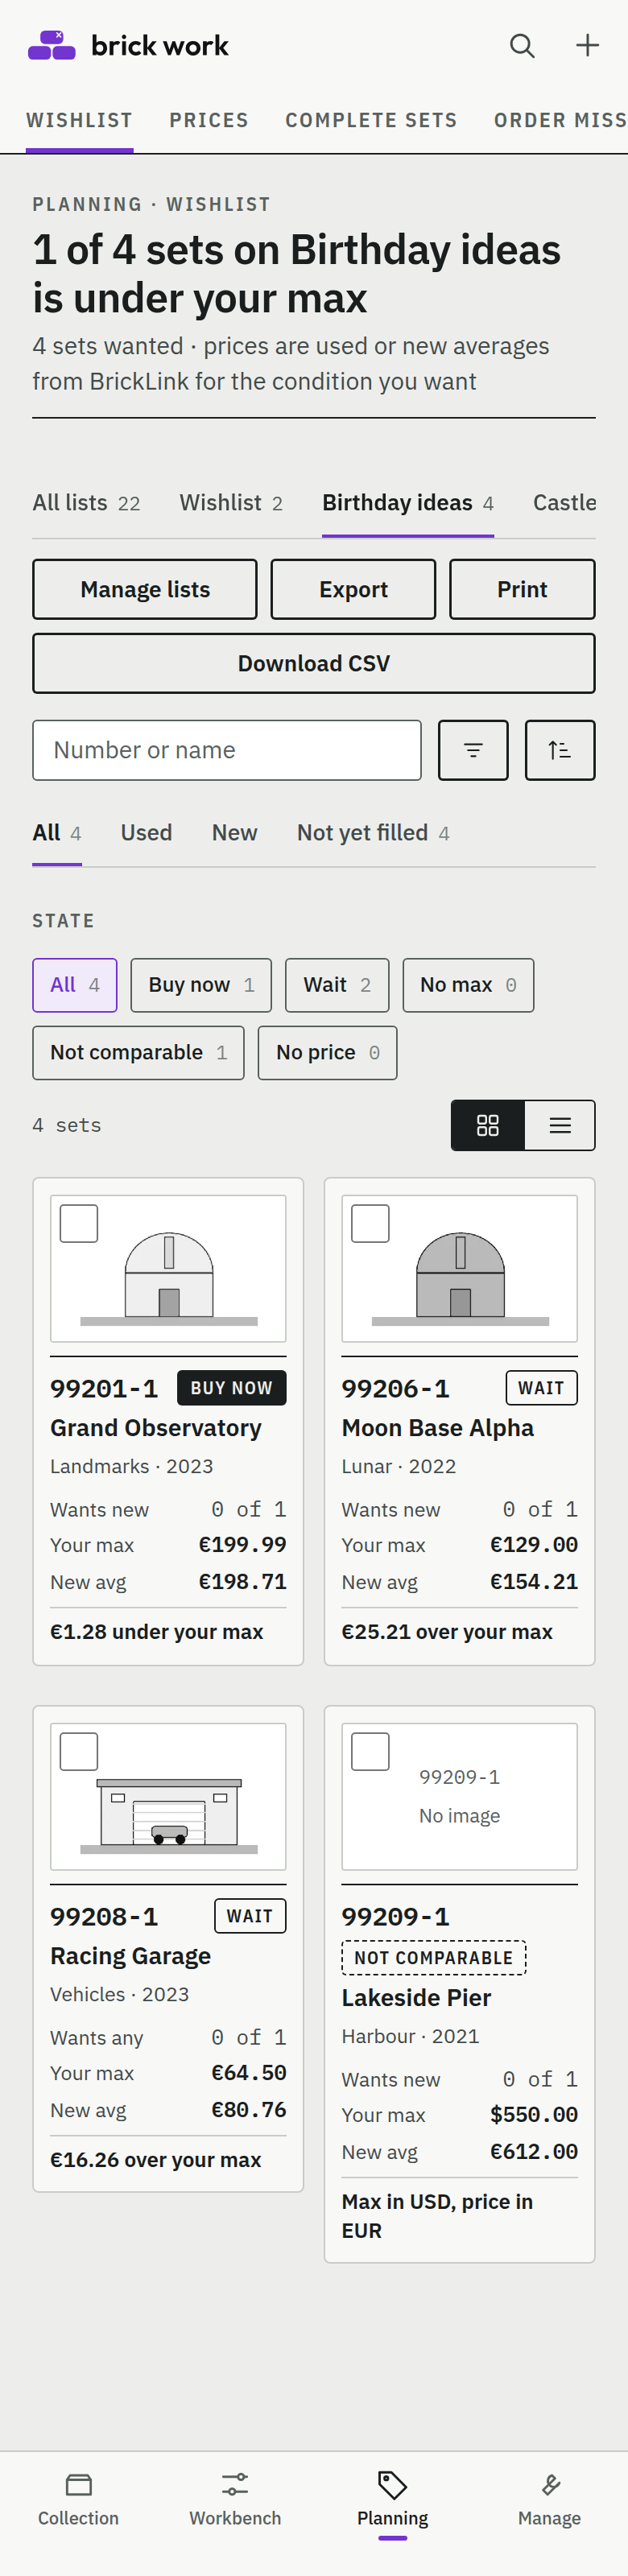 brick work
WISHLIST PRICES COMPLETE SETS ORDER MISS
PLANNING · WISHLIST
1 of 4 sets on Birthday ideas
is under your max
4 sets wanted · prices are used or new averages
from BrickLink for the condition you want
All lists 22 Wishlist 2 Birthday ideas 4 Castle
Manage lists Export Print
Download CSV
Number or name
All 4 Used New Not yet filled 4
STATE
All 4 Buy now 1 Wait 2 No max 0
Not comparable 1 No price 0
4 sets
99201-1 BUY NOW
Grand Observatory
Landmarks · 2023
Wants new 0 of 1
Your max €199.99
New avg €198.71
€1.28 under your max
99206-1 WAIT
Moon Base Alpha
Lunar · 2022
Wants new 0 of 1
Your max €129.00
New avg €154.21
€25.21 over your max
99208-1 WAIT
Racing Garage
Vehicles · 2023
Wants any 0 of 1
Your max €64.50
New avg €80.76
€16.26 over your max
99209-1
No image
99209-1
NOT COMPARABLE
Lakeside Pier
Harbour · 2021
Wants new 0 of 1
Your max $550.00
New avg €612.00
Max in USD, price in
EUR
Collection Workbench Planning Manage